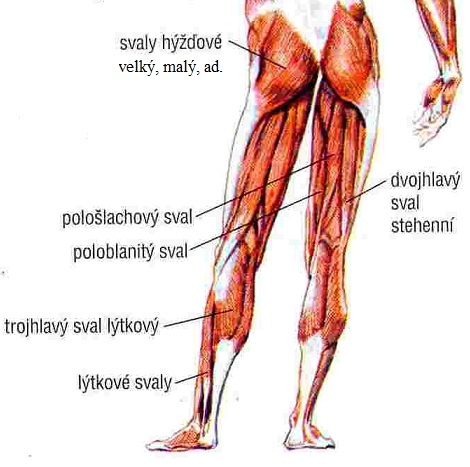 svaly hýžďové
velký, malý, ad.
dvojhlavý
sval
stehenní
pološlachový sval
poloblanitý sval
trojhlavý sval lýtkový
lýtkové svaly